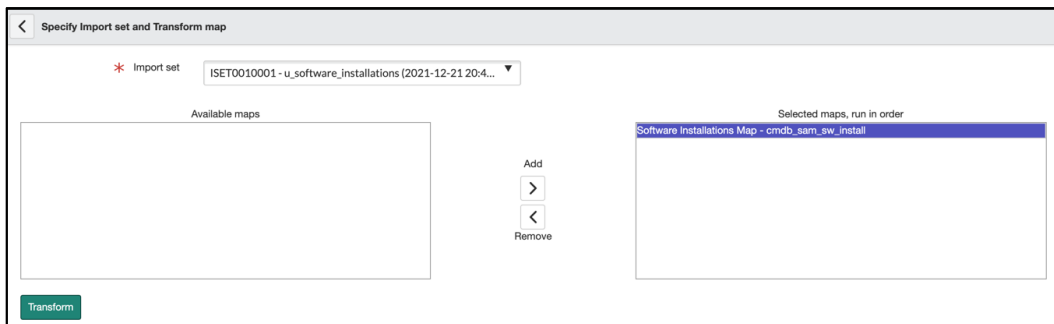 Specify Import set and Transform map
Import set
ISET0010001 - u_software_installations (2021-12-21 20:4...
Available maps
Selected maps, run in order
Software Installations Map - cmdb_sam_sw_install
Add
Remove
Transform